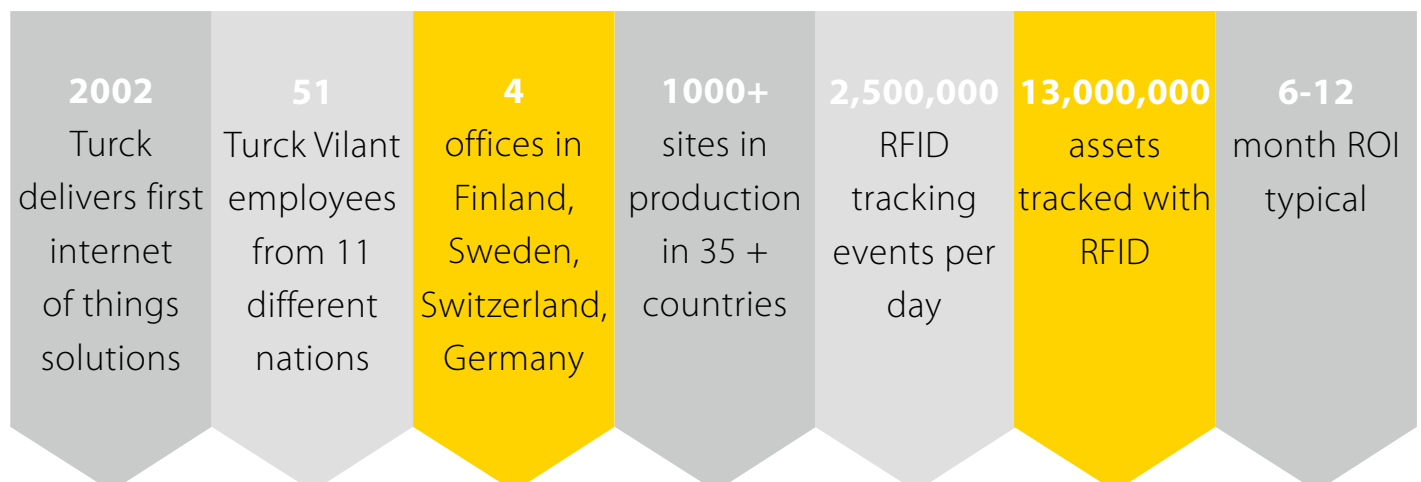 2002
Turck
delivers first
internet
of things
solutions
51
Turck Vilant
employees
from 11
different
nations
4
offices in
Finland,
Sweden,
Switzerland,
Germany
1000+
sites in
production
in 35 +
countries
2,500,000
RFID
tracking
events per
day
13,000,000
assets
tracked with
RFID
6-12
month ROI
typical